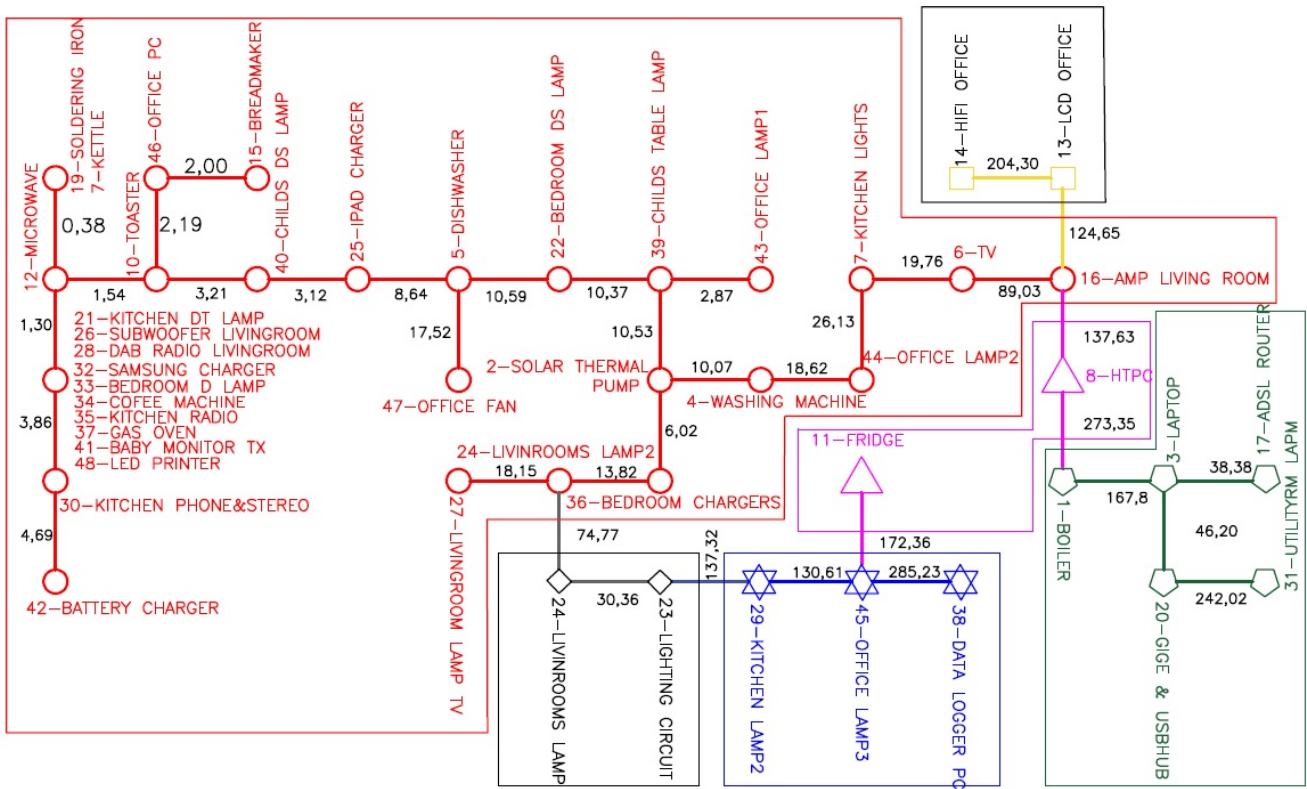 19-SOLDERING IRON
7-KETTLE
46-OFFICE PC
15-BREADMAKER
2,00
12-MICROWAVE
0,38
10-TOASTER
2,19
40-CHILDS DS LAMP
25-IPAD CHARGER
5-DISHWASHER
22-BEDROOM DS LAMP
39-CHILDS TABLE LAMP
43-OFFICE LAMP1
7-KITCHEN LIGHTS
6-TV
14-HIFI OFFICE
13-LCD OFFICE
204,30
124,65
16-AMP LIVING ROOM
1,54
3,21
3,12
8,64
10,59
10,37
2,87
19,76
89,03
1,30
21-KITCHEN DT LAMP
26-SUBWOOFER LIVINGROOM
28-DAB RADIO LIVINGROOM
32-SAMSUNG CHARGER
33-BEDROOM D LAMP
34-COFEE MACHINE
35-KITCHEN RADIO
37-GAS OVEN
41-BABY MONITOR TX
48-LED PRINTER
17,52
10,53
26,13
137,63
2-SOLAR THERMAL
PUMP
44-OFFICE LAMP2
10,07
18,62
8-HTPC
47-OFFICE FAN
4-WASHING MACHINE
3,86
6,02
273,35
11-FRIDGE
3-LAPTOP
17-ADSL ROUTER
24-LIVINROOMS LAMP2
18,15
13,82
38,38
30-KITCHEN PHONE&STEREO
36-BEDROOM CHARGERS
167,8
1-BOILER
27-LIVINGROOM LAMP TV
4,69
74,77
137,32
172,36
46,20
31-UTILITYRM LAPM
42-BATTERY CHARGER
30,36
130,61
285,23
242,02
24-LIVINROOMS LAMP
23-LIGHTING CIRCUIT
29-KITCHEN LAMP2
45-OFFICE LAMP3
38-DATA LOGGER PC
20-GIGE & USBHUB